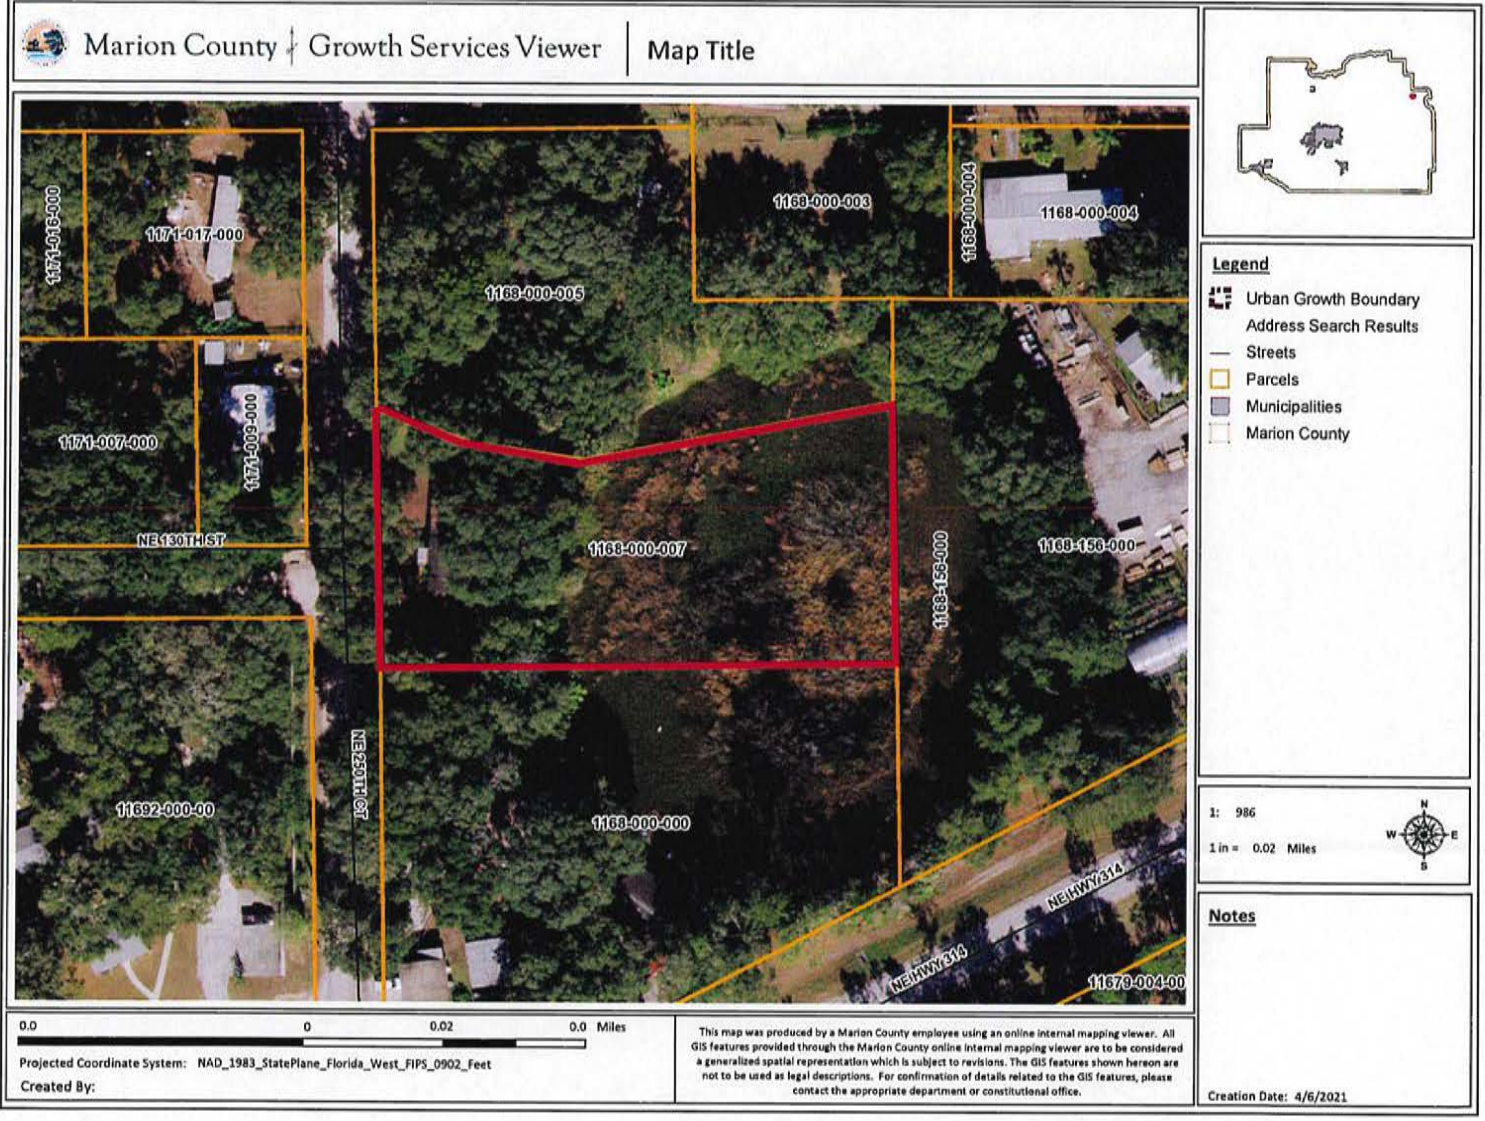 Marion County Growth Services Viewer
Map Title
1171-016-000
1171-017-000
1168-000-005
1168-000-003
1168-000-004
1168-000-004
1171-007-000
1171-009-000
NE 130TH ST
1168-000-007
1168-156-000
1168-156-000
11692-000-00
NE 250TH CT
1168-000-000
NE HWY 314
NE HWY 314
11679-004-00
Legend
Urban Growth Boundary
Address Search Results
Streets
Parcels
Municipalities
Marion County
1: 986
1 in = 0.02 Miles
N
W E
S
Notes
Creation Date: 4/6/2021
0.0 0 0.02 0.0 Miles
Projected Coordinate System: NAD_1983_StatePlane_Florida_West_FIPS_0902_Feet
Created By:
This map was produced by a Marion County employee using an online internal mapping viewer. All
GIS features provided through the Marion County online internal mapping viewer are to be considered
a generalized spatial representation which is subject to revisions. The GIS features shown hereon are
not to be used as legal descriptions. For confirmation of details related to the GIS features, please
contact the appropriate department or constitutional office.